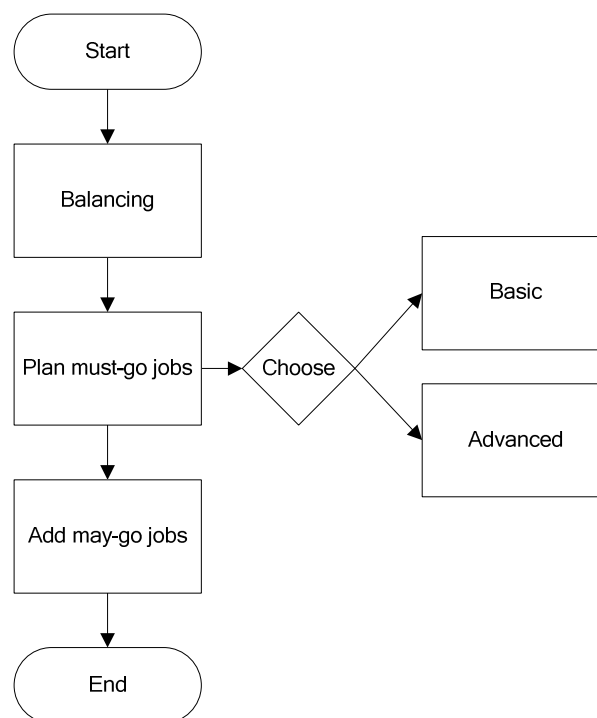 Start
Balancing
Plan must-go jobs
Choose
Basic
Advanced
Add may-go jobs
End